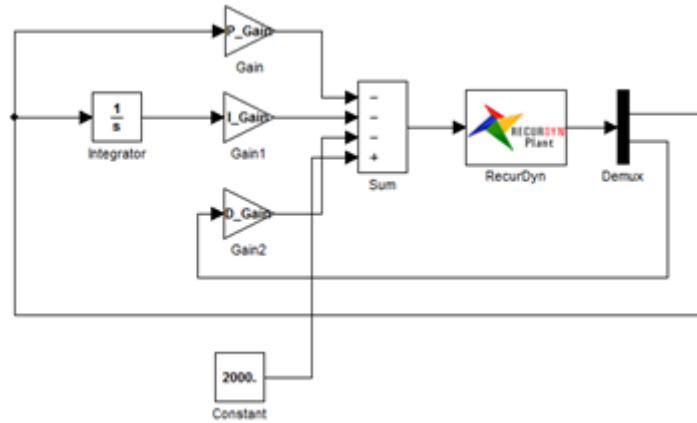 P_Gain
Gain
1
s
Integrator
I_Gain
Gain1
D_Gain
Gain2
−
−
−
+
Sum
RECURDYN
Plant
RecurDyn
Demux
2000.
Constant